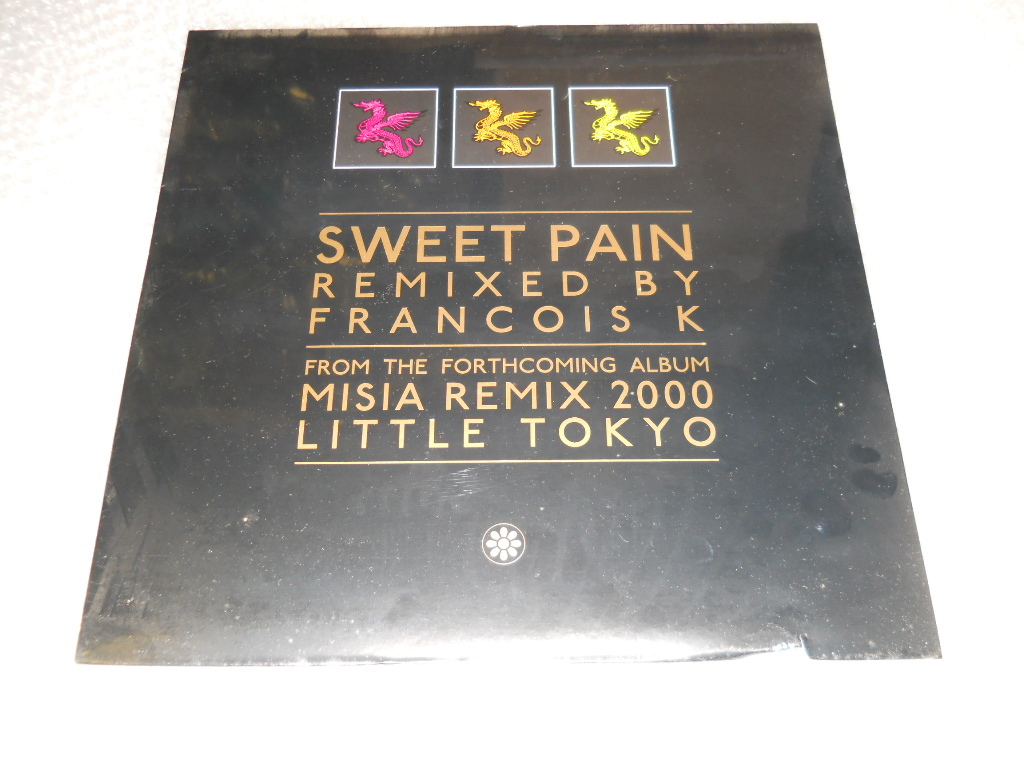 SWEET PAIN
REMIXED BY
FRANCOIS K
FROM THE FORTHCOMING ALBUM
MISIA REMIX 2000
LITTLE TOKYO